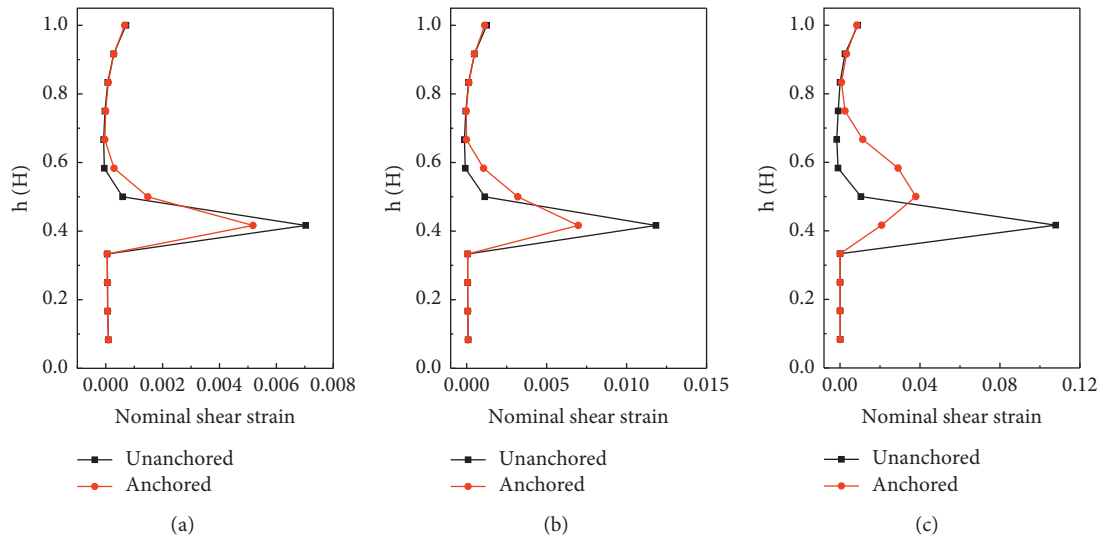 1.0
0.8
0.6
0.4
0.2
0.0
h (H)
0.000 0.002 0.004 0.006 0.008
Nominal shear strain
Unanchored
Anchored
(a)
1.0
0.8
0.6
0.4
0.2
0.0
h (H)
0.000 0.005 0.010 0.015
Nominal shear strain
Unanchored
Anchored
(b)
1.0
0.8
0.6
0.4
0.2
0.0
h (H)
0.00 0.04 0.08 0.12
Nominal shear strain
Unanchored
Anchored
(c)